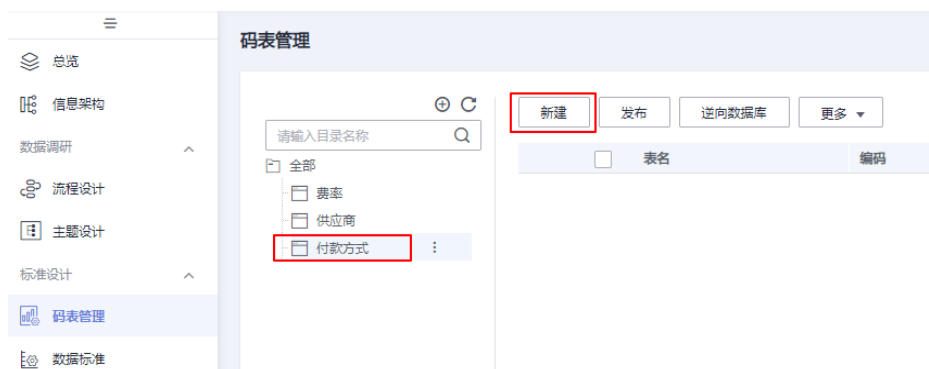 码表管理
总览
信息架构
数据调研
流程设计
主题设计
标准设计
码表管理
数据标准
请输入目录名称
全部
费率
供应商
付款方式
新建 发布 逆向数据库 更多
表名 编码